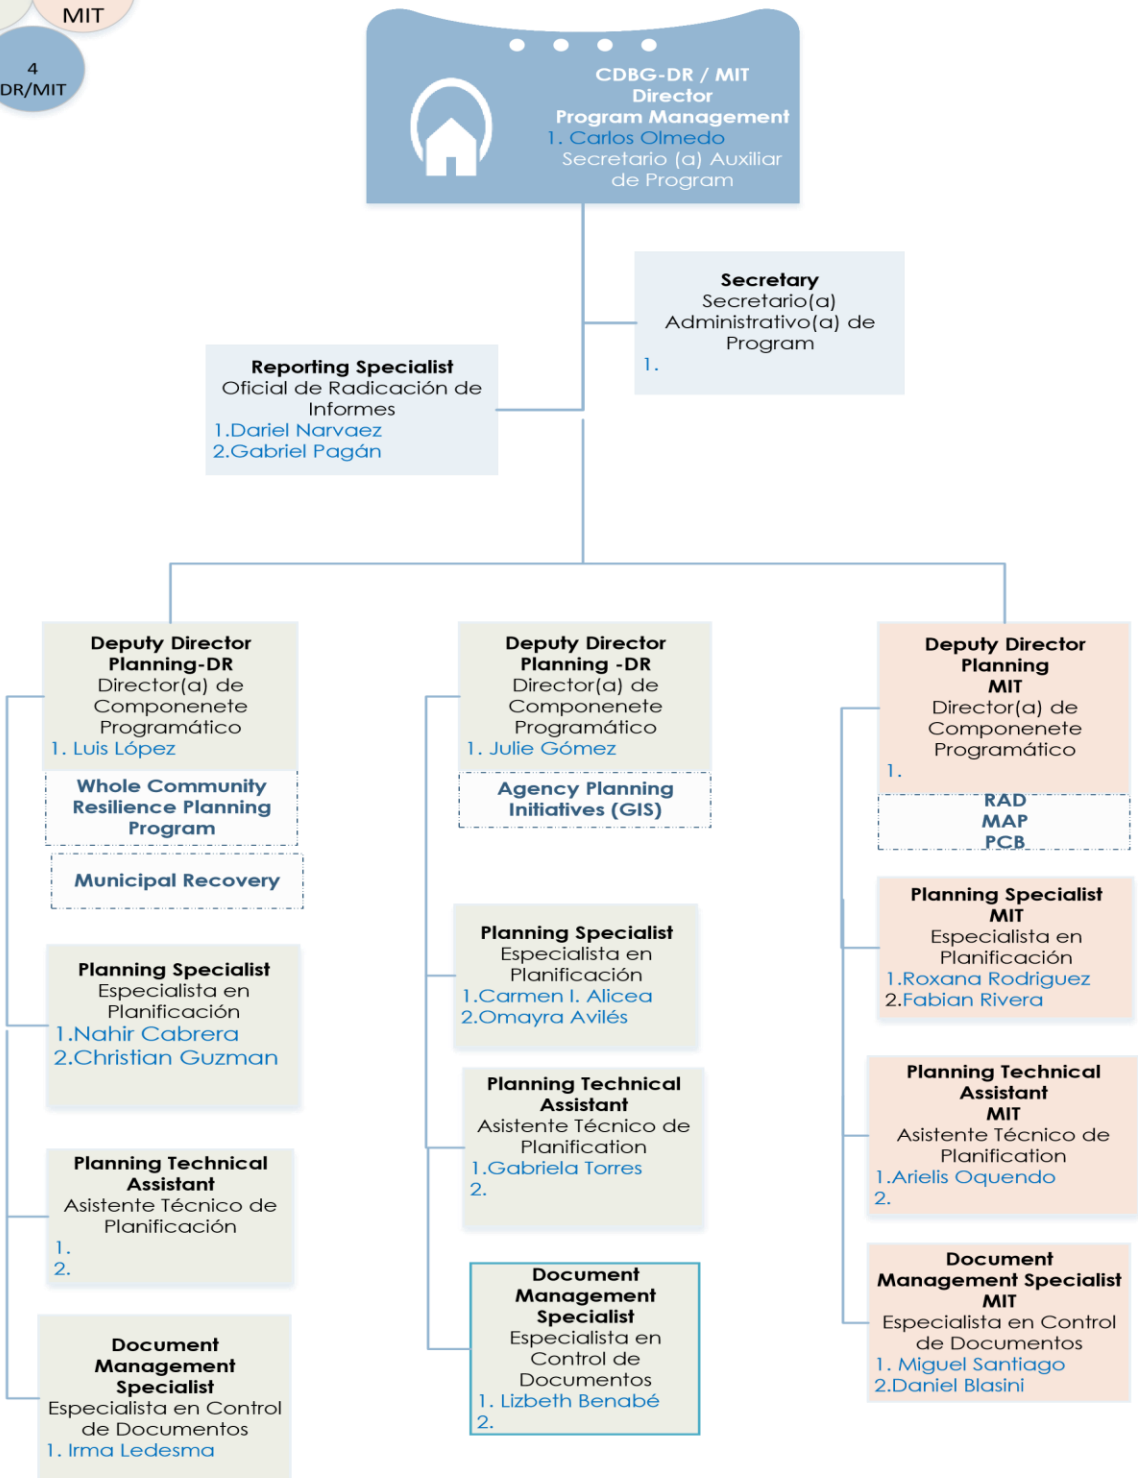 MIT
4
DR/MIT
CDBG-DR / MIT
Director
Program Management
1. Carlos Olmedo
Secretario (a) Auxiliar
de Program
Secretary
Secretario(a)
Administrativo(a) de
Program
1.
Reporting Specialist
Oficial de Radicación de
Informes
1.Dariel Narvaez
2.Gabriel Pagán
Deputy Director
Planning-DR
Director(a) de
Componenete
Programático
1. Luis López
Whole Community
Resilience Planning
Program
Municipal Recovery
Planning Specialist
Especialista en
Planificación
1.Nahir Cabrera
2.Christian Guzman
Planning Technical
Assistant
Asistente Técnico de
Planificación
1.
2.
Document
Management
Specialist
Especialista en Control
de Documentos
1. Irma Ledesma
Deputy Director
Planning -DR
Director(a) de
Componenete
Programático
1. Julie Gómez
Agency Planning
Initiatives (GIS)
Planning Specialist
Especialista en
Planificación
1.Carmen I. Alicea
2.Omayra Avilés
Planning Technical
Assistant
Asistente Técnico de
Planification
1.Gabriela Torres
2.
Document
Management
Specialist
Especialista en
Control de
Documentos
1. Lizbeth Benabé
2.
Deputy Director
Planning
MIT
Director(a) de
Componenete
Programático
1.
RAD
MAP
PCB
Planning Specialist
MIT
Especialista en
Planificación
1.Roxana Rodriguez
2.Fabian Rivera
Planning Technical
Assistant
MIT
Asistente Técnico de
Planification
1.Arielis Oquendo
2.
Document
Management Specialist
MIT
Especialista en Control
de Documentos
1. Miguel Santiago
2.Daniel Blasini